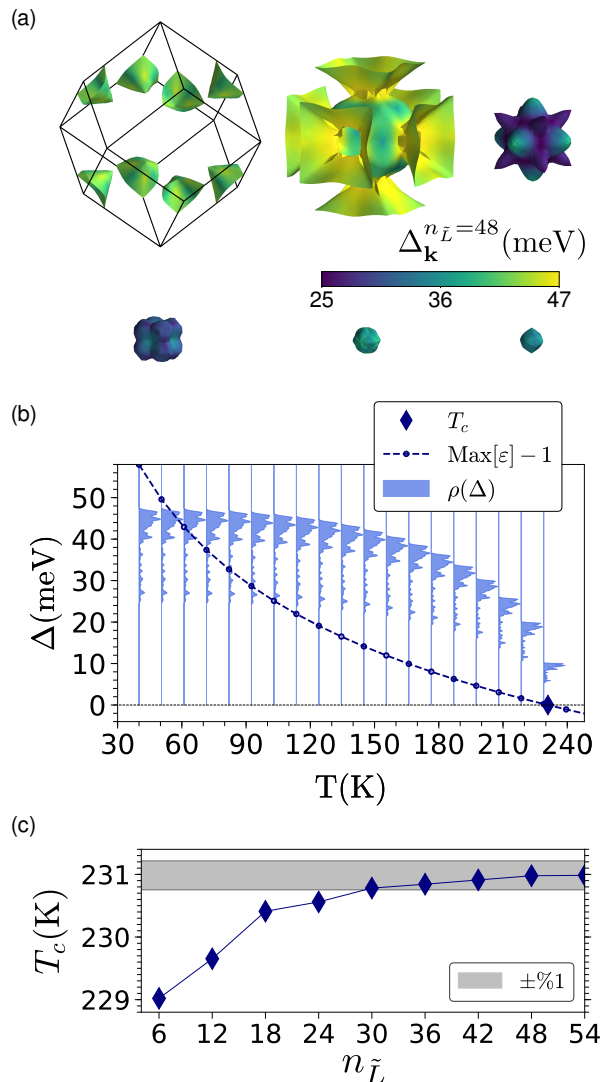 (a)
Δ_𝐤^{n_{L̃}=48}(meV)
25 36 47
(b)
T_c
Max[ε] − 1
ρ(Δ)
Δ(meV)
50
40
30
20
10
0
30 60 90 120 150 180 210 240
T(K)
(c)
T_c(K)
231
230
229
±%1
6 12 18 24 30 36 42 48 54
n_{L̃}